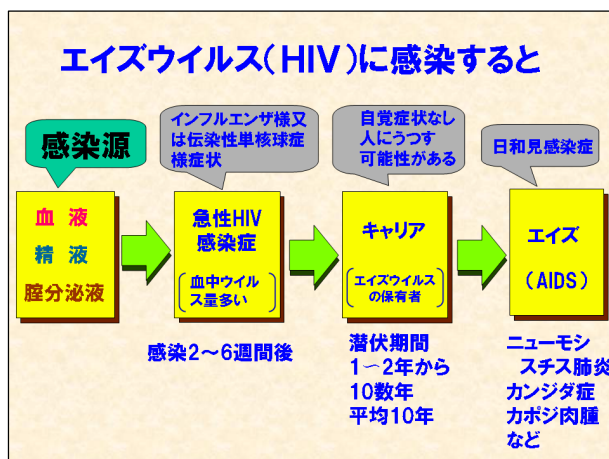 エイズウイルス(HIV)に感染すると
感染源
インフルエンザ様又
は伝染性単核球症
様症状
自覚症状なし
人にうつす
可能性がある
日和見感染症
血 液
精 液
腟分泌液
急性HIV
感染症
血中ウイル
ス量多い
キャリア
エイズウイルス
の保有者
エイズ
(AIDS)
感染2～6週間後
潜伏期間
1～2年から
10数年
平均10年
ニューモシ
スチス肺炎
カンジダ症
カポジ肉腫
など